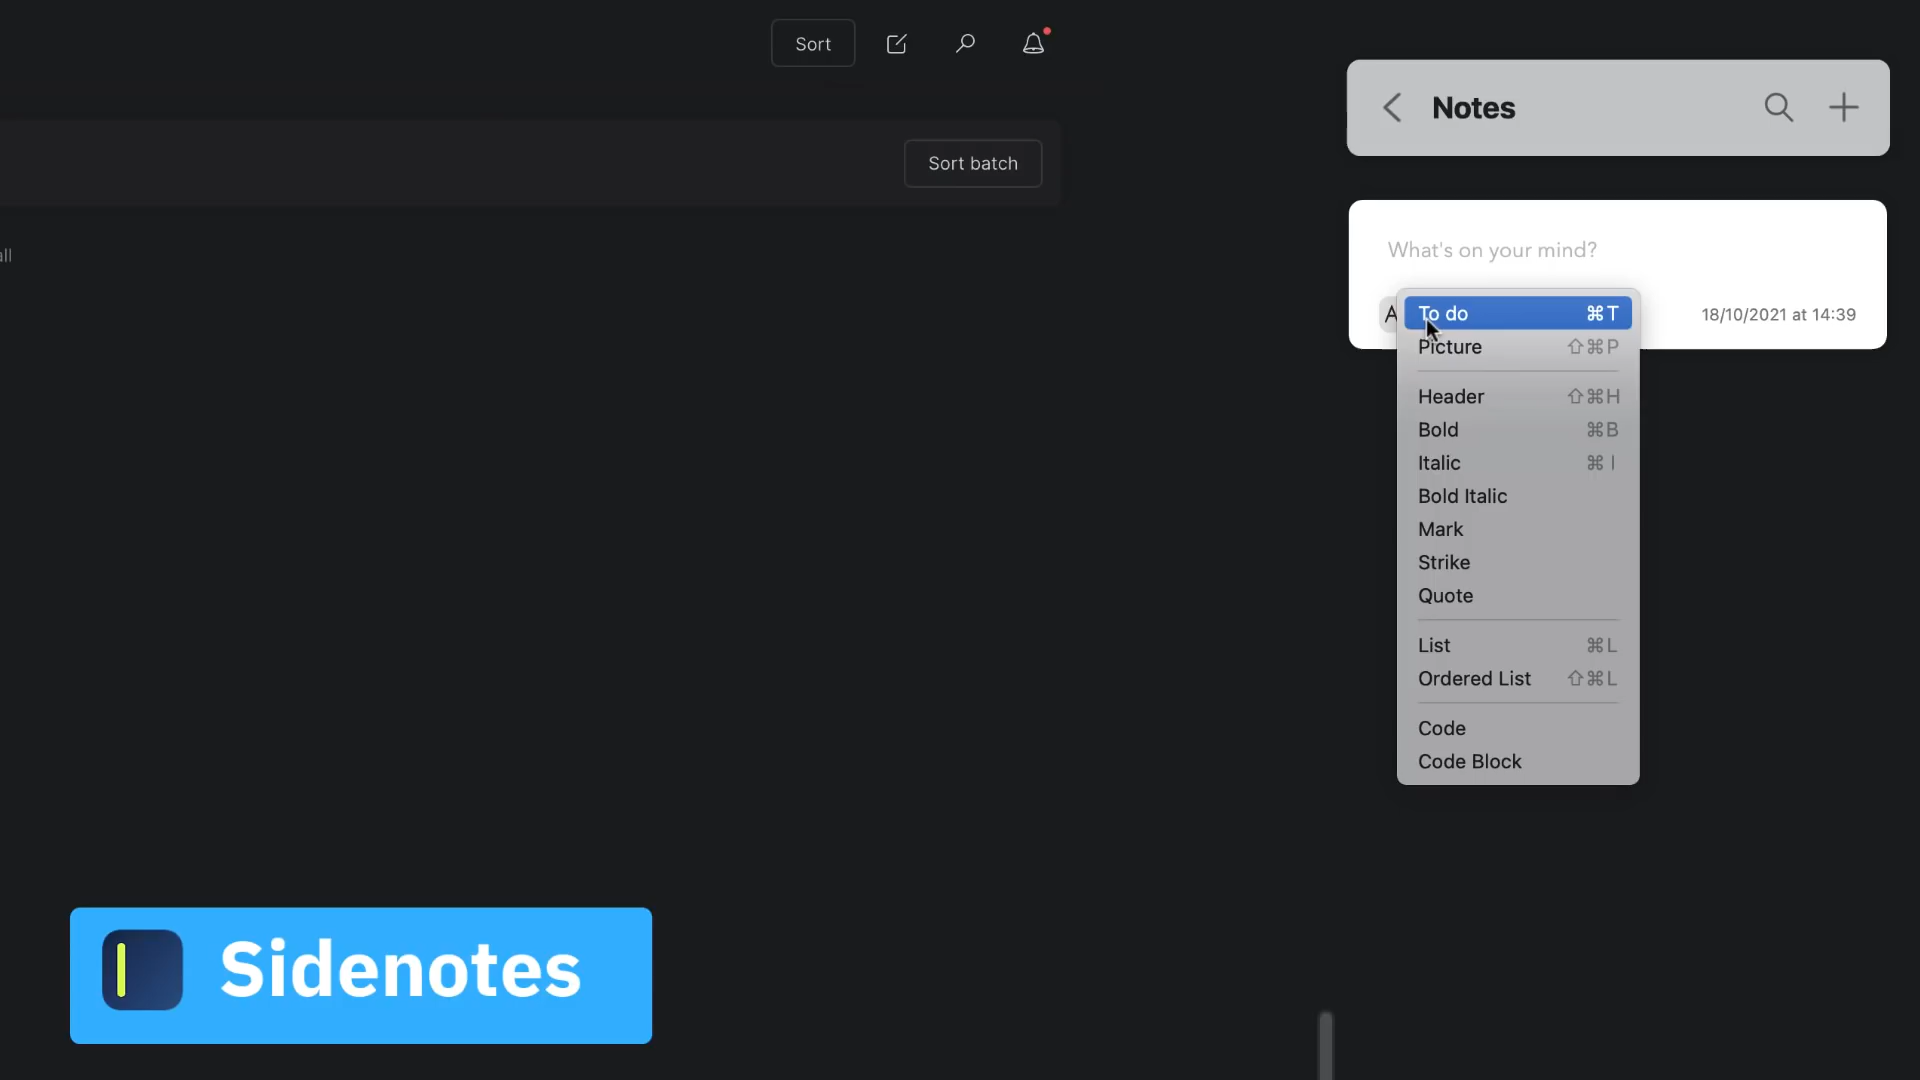 Sort
Notes
Sort batch
all
What's on your mind?
A
To do ⌘T
18/10/2021 at 14:39
Picture ⇧⌘P
Header ⇧⌘H
Bold ⌘B
Italic ⌘I
Bold Italic
Mark
Strike
Quote
List ⌘L
Ordered List ⇧⌘L
Code
Code Block
Sidenotes